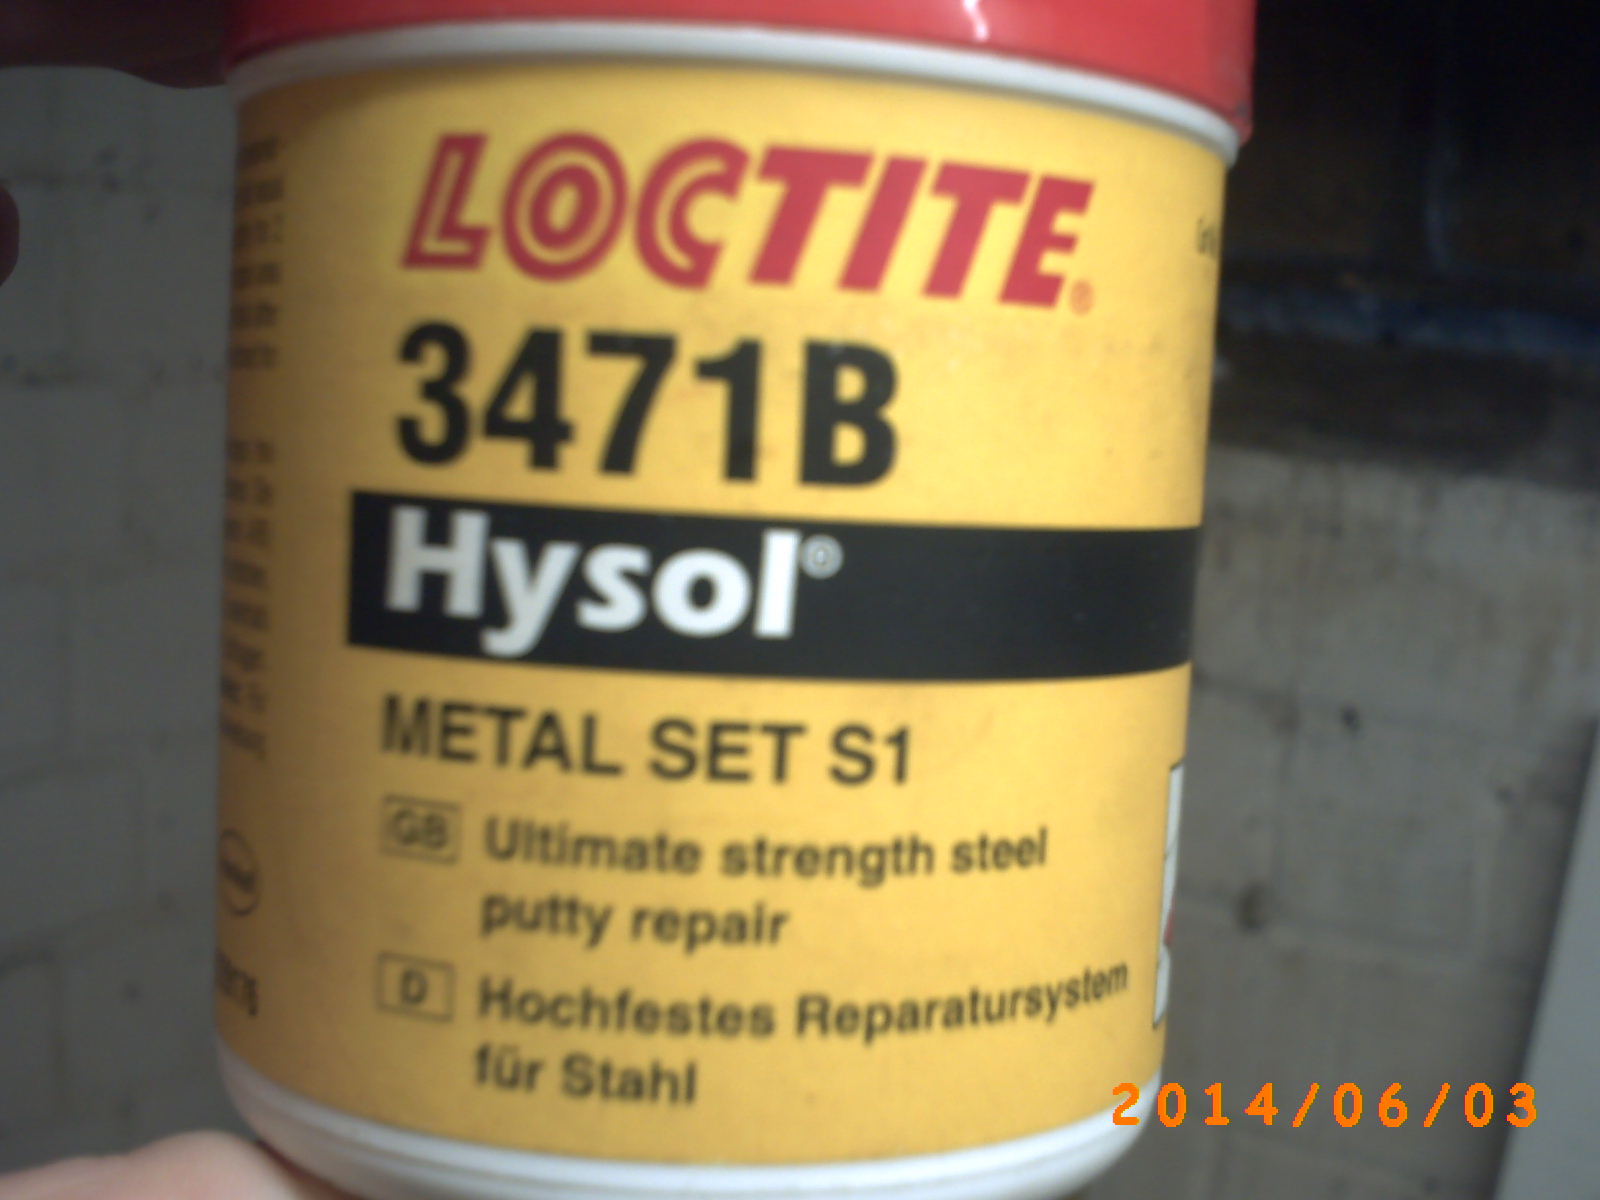 LOCTITE®
3471B
Hysol®
METAL SET S1
GB Ultimate strength steel
putty repair
D Hochfestes Reparatursystem
für Stahl
2014/06/03